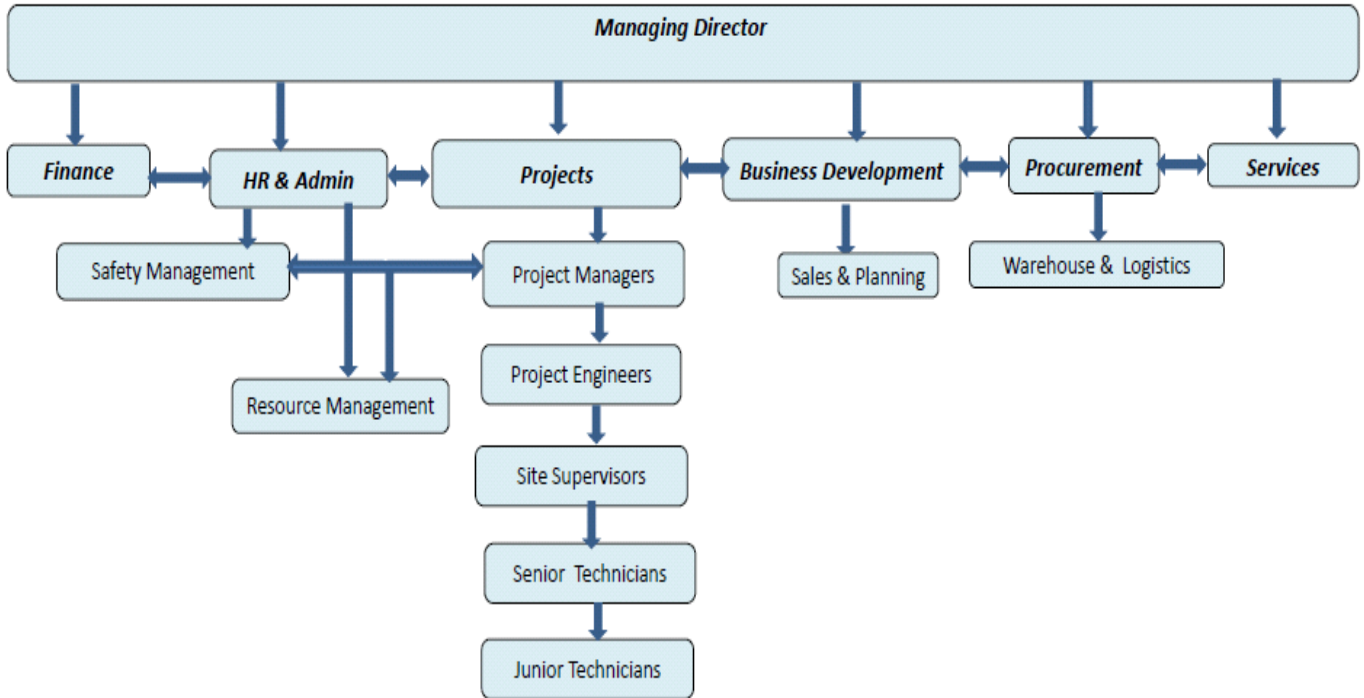 Managing Director
Finance
HR & Admin
Projects
Business Development
Procurement
Services
Safety Management
Project Managers
Sales & Planning
Warehouse & Logistics
Project Engineers
Resource Management
Site Supervisors
Senior Technicians
Junior Technicians